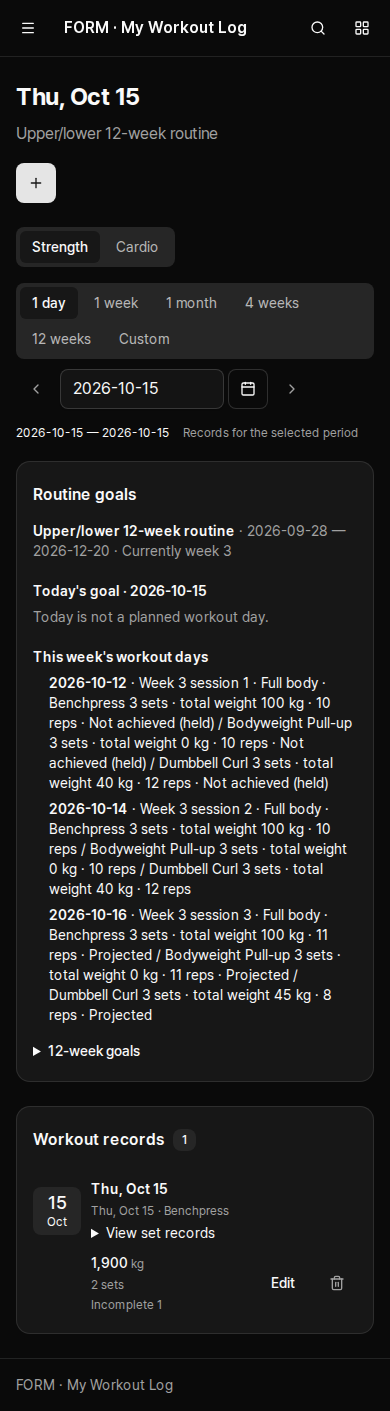 FORM · My Workout Log
Thu, Oct 15
Upper/lower 12-week routine
Strength Cardio
1 day 1 week 1 month 4 weeks
12 weeks Custom
2026-10-15
2026-10-15 — 2026-10-15 Records for the selected period
Routine goals
Upper/lower 12-week routine · 2026-09-28 —
2026-12-20 · Currently week 3
Today's goal · 2026-10-15
Today is not a planned workout day.
This week's workout days
2026-10-12 · Week 3 session 1 · Full body ·
Benchpress 3 sets · total weight 100 kg · 10
reps · Not achieved (held) / Bodyweight Pull-up
3 sets · total weight 0 kg · 10 reps · Not
achieved (held) / Dumbbell Curl 3 sets · total
weight 40 kg · 12 reps · Not achieved (held)
2026-10-14 · Week 3 session 2 · Full body ·
Benchpress 3 sets · total weight 100 kg · 10
reps / Bodyweight Pull-up 3 sets · total weight
0 kg · 10 reps / Dumbbell Curl 3 sets · total
weight 40 kg · 12 reps
2026-10-16 · Week 3 session 3 · Full body ·
Benchpress 3 sets · total weight 100 kg · 11
reps · Projected / Bodyweight Pull-up 3 sets ·
total weight 0 kg · 11 reps · Projected /
Dumbbell Curl 3 sets · total weight 45 kg · 8
reps · Projected
12-week goals
Workout records 1
15
Oct
Thu, Oct 15
Thu, Oct 15 · Benchpress
View set records
1,900 kg
2 sets
Incomplete 1
Edit
FORM · My Workout Log